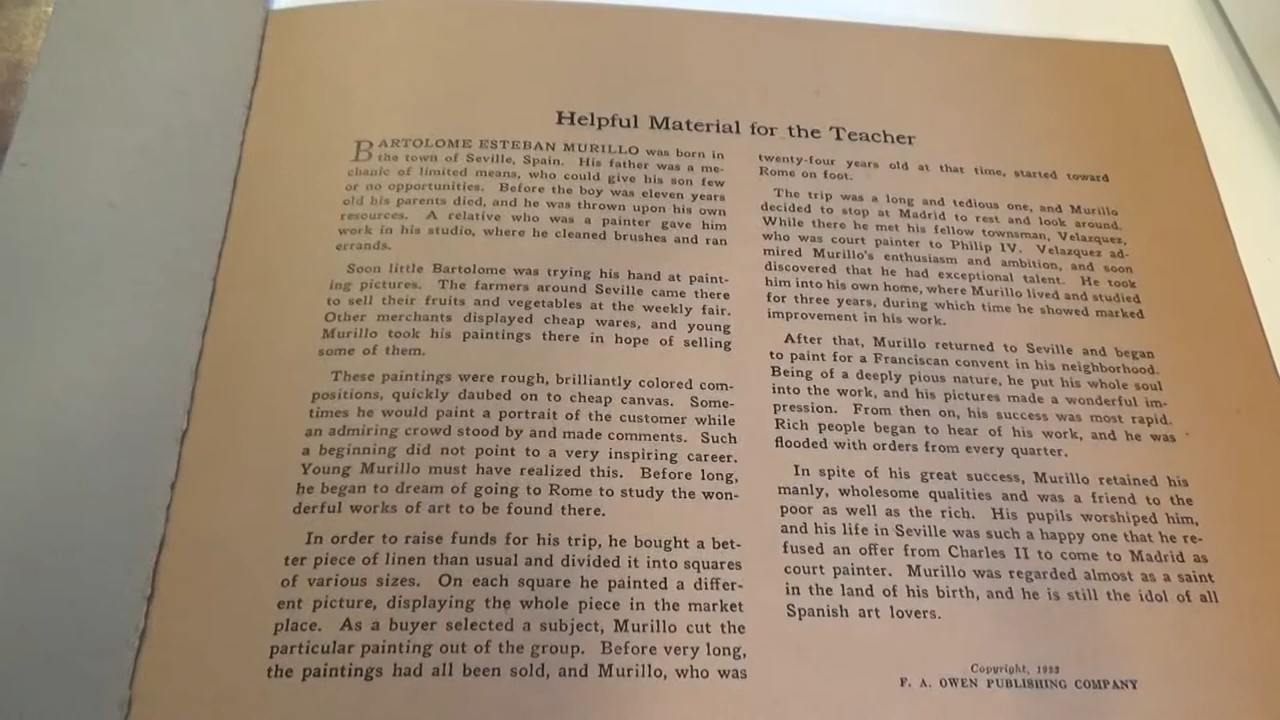 Helpful Material for the Teacher
BARTOLOME ESTEBAN MURILLO was born in
the town of Seville, Spain. His father was a me-
chanic of limited means, who could give his son few
or no opportunities. Before the boy was eleven years
old his parents died, and he was thrown upon his own
resources. A relative who was a painter gave him
work in his studio, where he cleaned brushes and ran
errands.
Soon little Bartolome was trying his hand at paint-
ing pictures. The farmers around Seville came there
to sell their fruits and vegetables at the weekly fair.
Other merchants displayed cheap wares, and young
Murillo took his paintings there in hope of selling
some of them.
These paintings were rough, brilliantly colored com-
positions, quickly daubed on to cheap canvas. Some-
times he would paint a portrait of the customer while
an admiring crowd stood by and made comments. Such
a beginning did not point to a very inspiring career.
Young Murillo must have realized this. Before long,
he began to dream of going to Rome to study the won-
derful works of art to be found there.
In order to raise funds for his trip, he bought a bet-
ter piece of linen than usual and divided it into squares
of various sizes. On each square he painted a differ-
ent picture, displaying the whole piece in the market
place. As a buyer selected a subject, Murillo cut the
particular painting out of the group. Before very long,
the paintings had all been sold, and Murillo, who was
twenty-four years old at that time, started toward
Rome on foot.
The trip was a long and tedious one, and Murillo
decided to stop at Madrid to rest and look around.
While there he met his fellow townsman, Velazquez,
who was court painter to Philip IV. Velazquez ad-
mired Murillo's enthusiasm and ambition, and soon
discovered that he had exceptional talent. He took
him into his own home, where Murillo lived and studied
for three years, during which time he showed marked
improvement in his work.
After that, Murillo returned to Seville and began
to paint for a Franciscan convent in his neighborhood.
Being of a deeply pious nature, he put his whole soul
into the work, and his pictures made a wonderful im-
pression. From then on, his success was most rapid.
Rich people began to hear of his work, and he was
flooded with orders from every quarter.
In spite of his great success, Murillo retained his
manly, wholesome qualities and was a friend to the
poor as well as the rich. His pupils worshiped him,
and his life in Seville was such a happy one that he re-
fused an offer from Charles II to come to Madrid as
court painter. Murillo was regarded almost as a saint
in the land of his birth, and he is still the idol of all
Spanish art lovers.
Copyright, 1933
F. A. OWEN PUBLISHING COMPANY